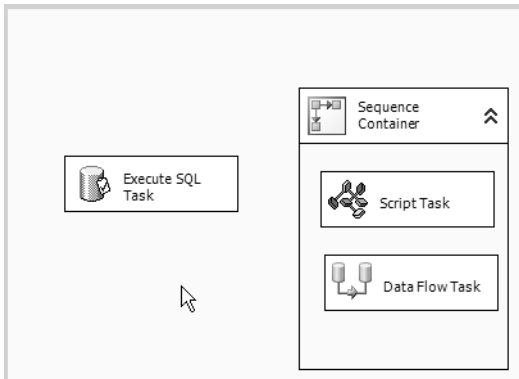 Sequence
Container
Execute SQL
Task
Script Task
Data Flow Task